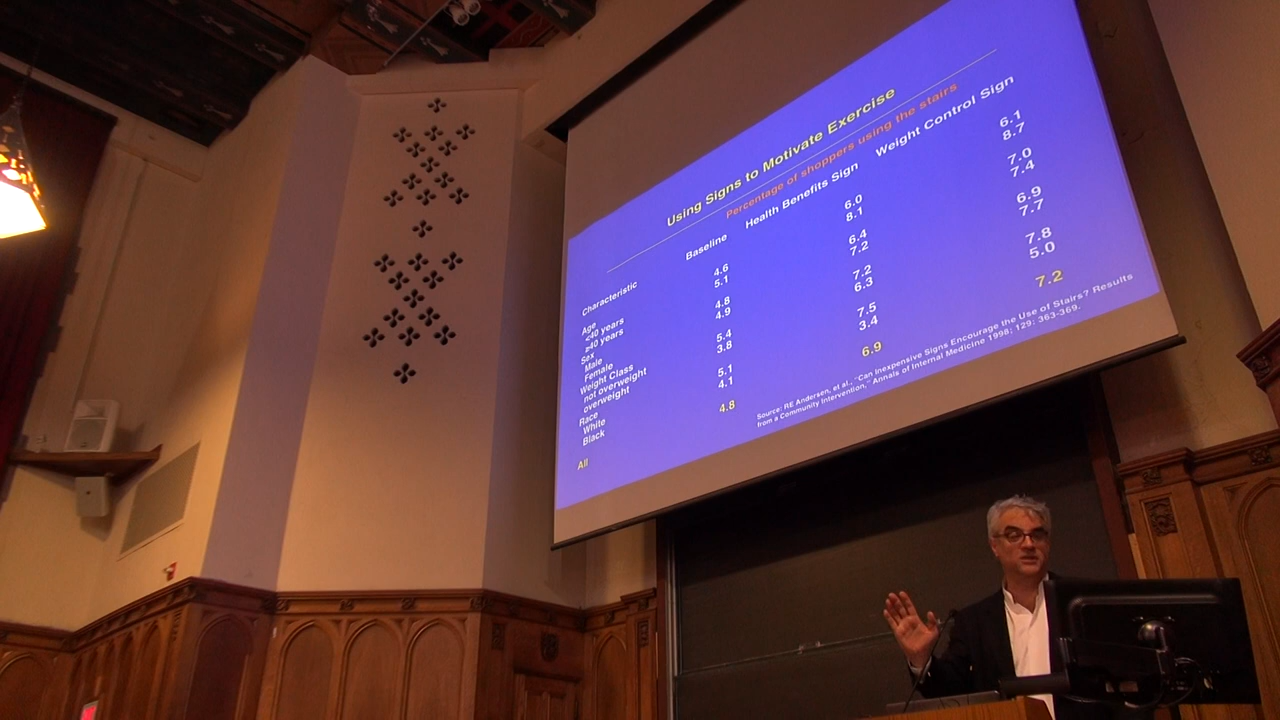 Using Signs to Motivate Exercise
Percentage of shoppers using the stairs
Characteristic Baseline Health Benefits Sign Weight Control Sign
Age
<40 years 4.6 6.0 6.1
≥40 years 5.1 8.1 8.7
Sex
Male 4.8 6.4 7.0
Female 4.9 7.2 7.4
Weight Class
not overweight 5.4 7.2 6.9
overweight 3.8 6.3 7.7
Race
White 5.1 7.5 7.8
Black 4.1 3.4 5.0
All 4.8 6.9 7.2
Source: RE Andersen, et al., "Can Inexpensive Signs Encourage the Use of Stairs? Results
from a Community Intervention," Annals of Internal Medicine 1998; 129: 363-369.